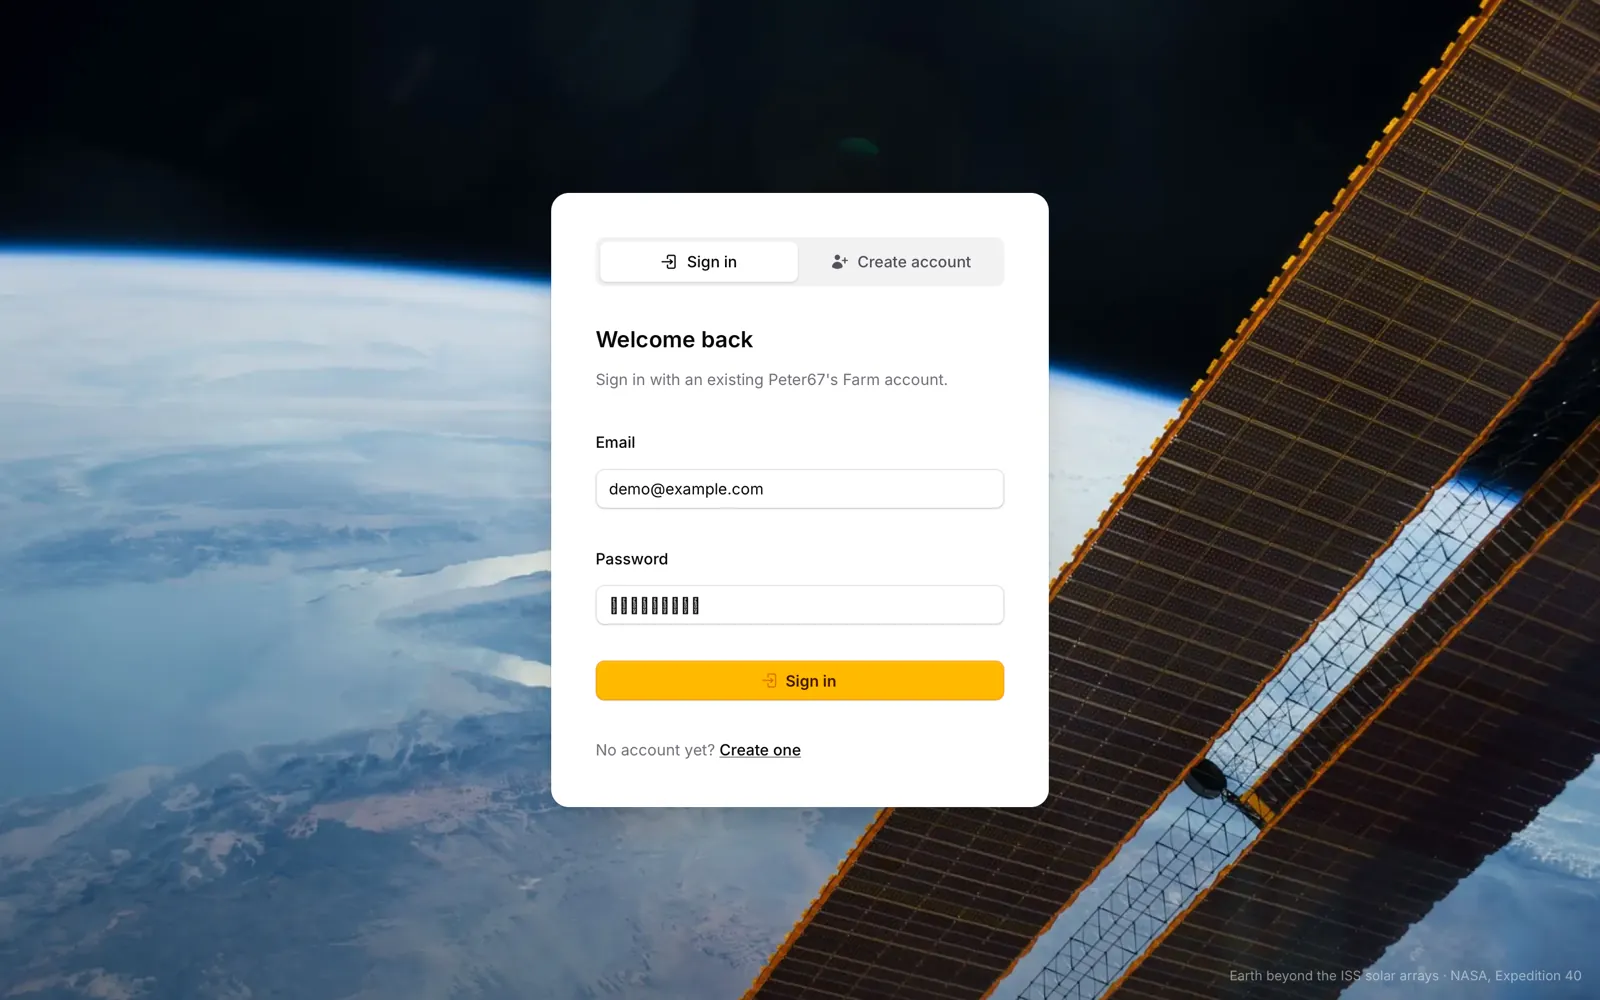 Sign in
Create account
Welcome back
Sign in with an existing Peter67's Farm account.
Email
demo@example.com
Password
Sign in
No account yet? Create one
Earth beyond the ISS solar arrays · NASA, Expedition 40